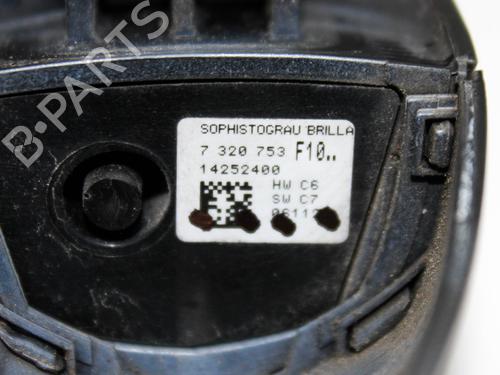 B-PARTS
SOPHISTOGRAU BRILLA
7 320 753 F10..
14252400
HW C6
SW C7